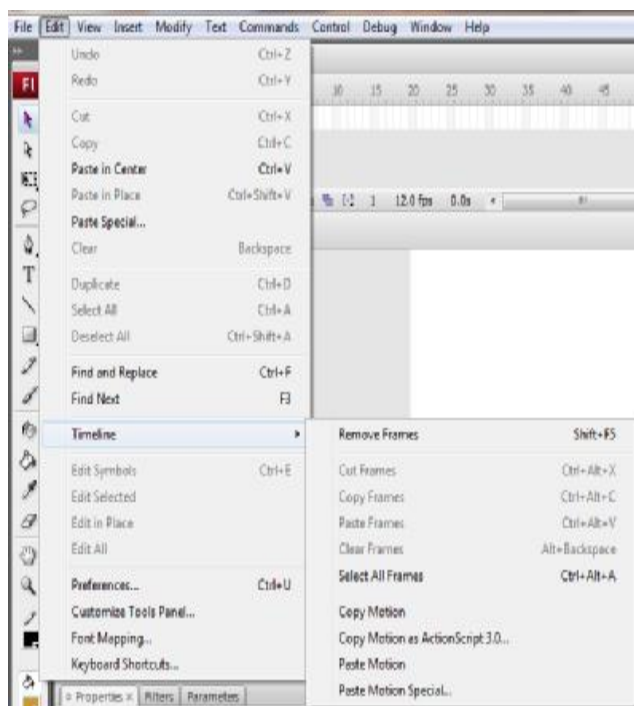 File Edit View Insert Modify Text Commands Control Debug Window Help
Fl
Undo Ctrl+Z
Redo Ctrl+Y
10 15 20 25 30 35 40 45
Cut Ctrl+X
Copy Ctrl+C
Paste in Center Ctrl+V
Paste in Place Ctrl+Shift+V
1 12.0 fps 0.0s
Paste Special...
Clear Backspace
Duplicate Ctrl+D
Select All Ctrl+A
Deselect All Ctrl+Shift+A
Find and Replace Ctrl+F
Find Next F3
Timeline
Remove Frames Shift+F5
Cut Frames Ctrl+Alt+X
Copy Frames Ctrl+Alt+C
Paste Frames Ctrl+Alt+V
Clear Frames Alt+Backspace
Select All Frames Ctrl+Alt+A
Copy Motion
Copy Motion as ActionScript 3.0...
Paste Motion
Paste Motion Special...
Edit Symbols Ctrl+E
Edit Selected
Edit in Place
Edit All
Preferences... Ctrl+U
Customize Tools Panel...
Font Mapping...
Keyboard Shortcuts...
Properties x Filters Parameters